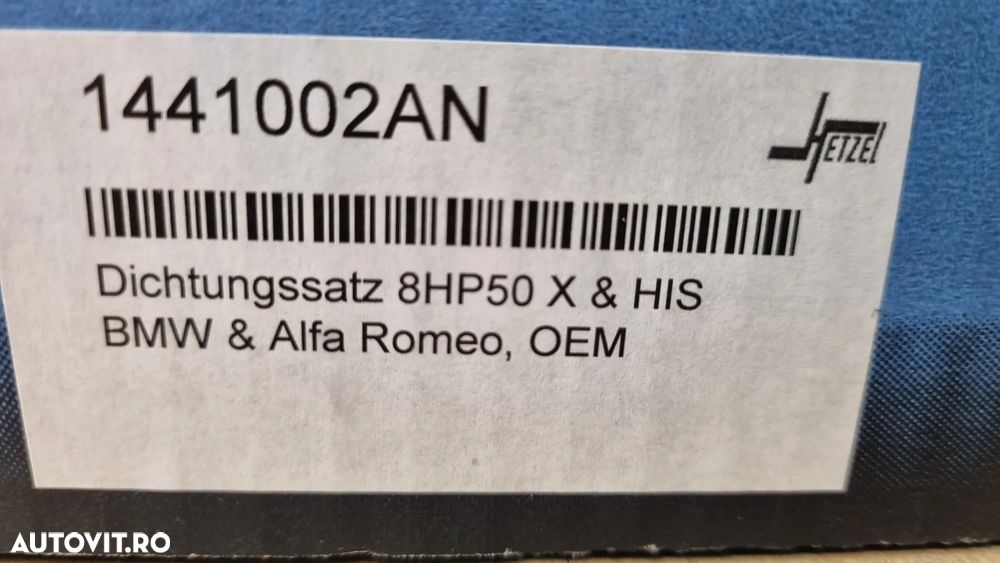 1441002AN
HETZEL
Dichtungssatz 8HP50 X & HIS
BMW & Alfa Romeo, OEM
AUTOVIT.RO